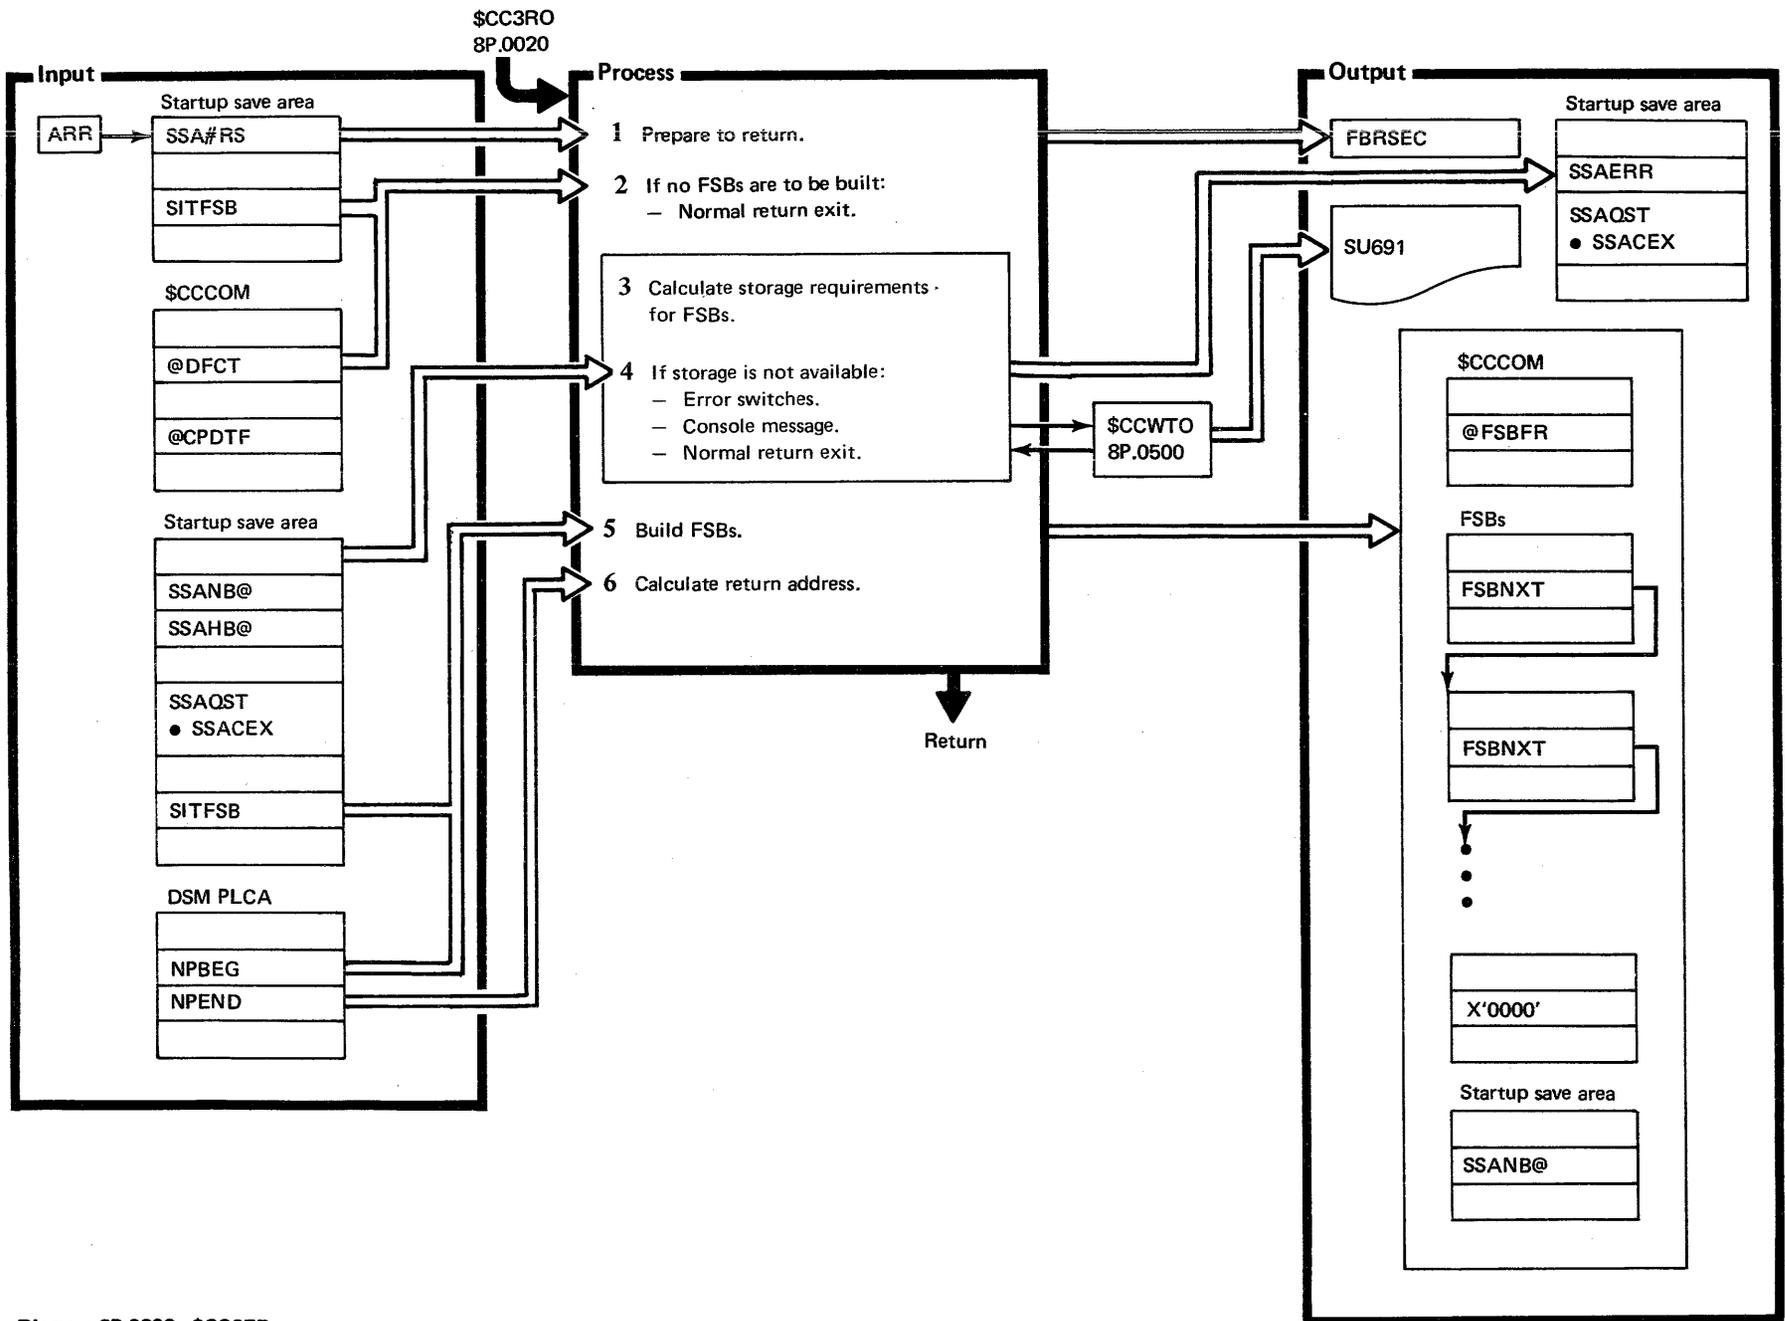 $CC3RO
8P.0020
Input
Startup save area
ARR
SSA#RS
SITFSB
$CCCOM
@DFCT
@CPDTF
Startup save area
SSANB@
SSAHB@
SSAQST
● SSACEX
SITFSB
DSM PLCA
NPBEG
NPEND
Process
1 Prepare to return.
2 If no FSBs are to be built:
— Normal return exit.
3 Calculate storage requirements
for FSBs.
4 If storage is not available:
— Error switches.
— Console message.
— Normal return exit.
5 Build FSBs.
6 Calculate return address.
Return
$CCWTO
8P.0500
Output
FBRSEC
SU691
Startup save area
SSAERR
SSAQST
● SSACEX
$CCCOM
@FSBFR
FSBs
FSBNXT
FSBNXT
X'0000'
Startup save area
SSANB@